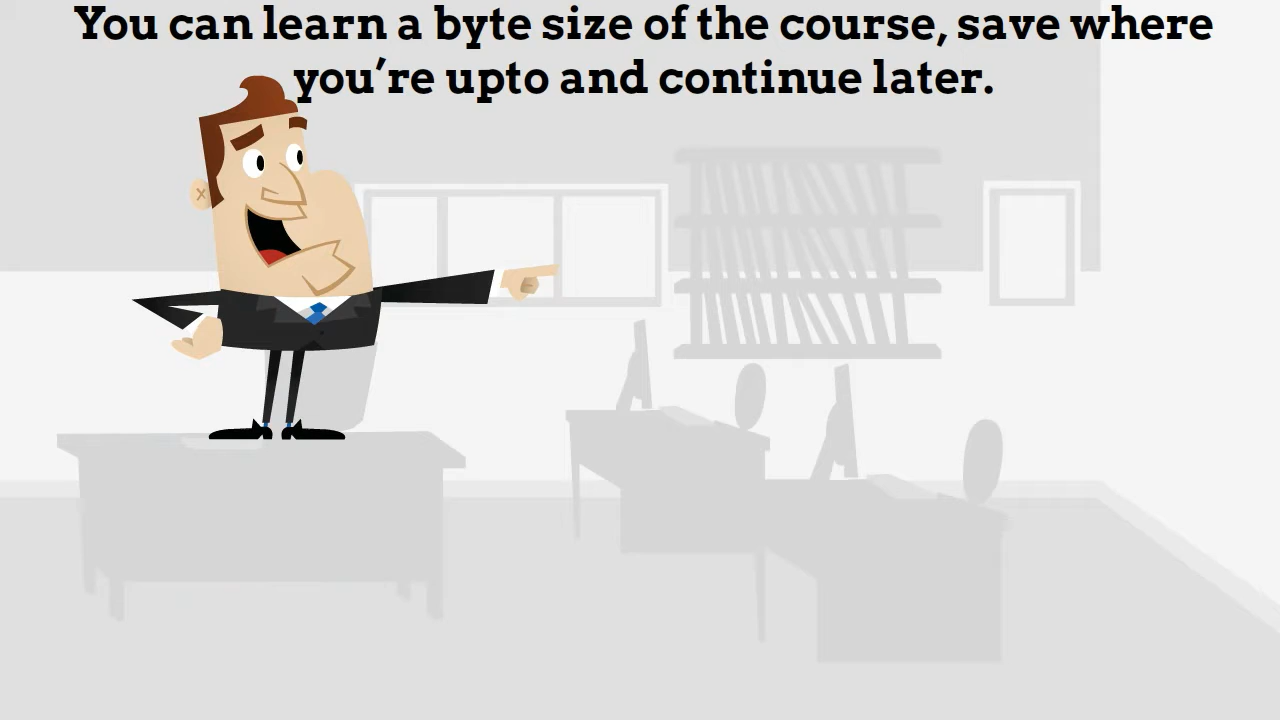 You can learn a byte size of the course, save where
you’re upto and continue later.